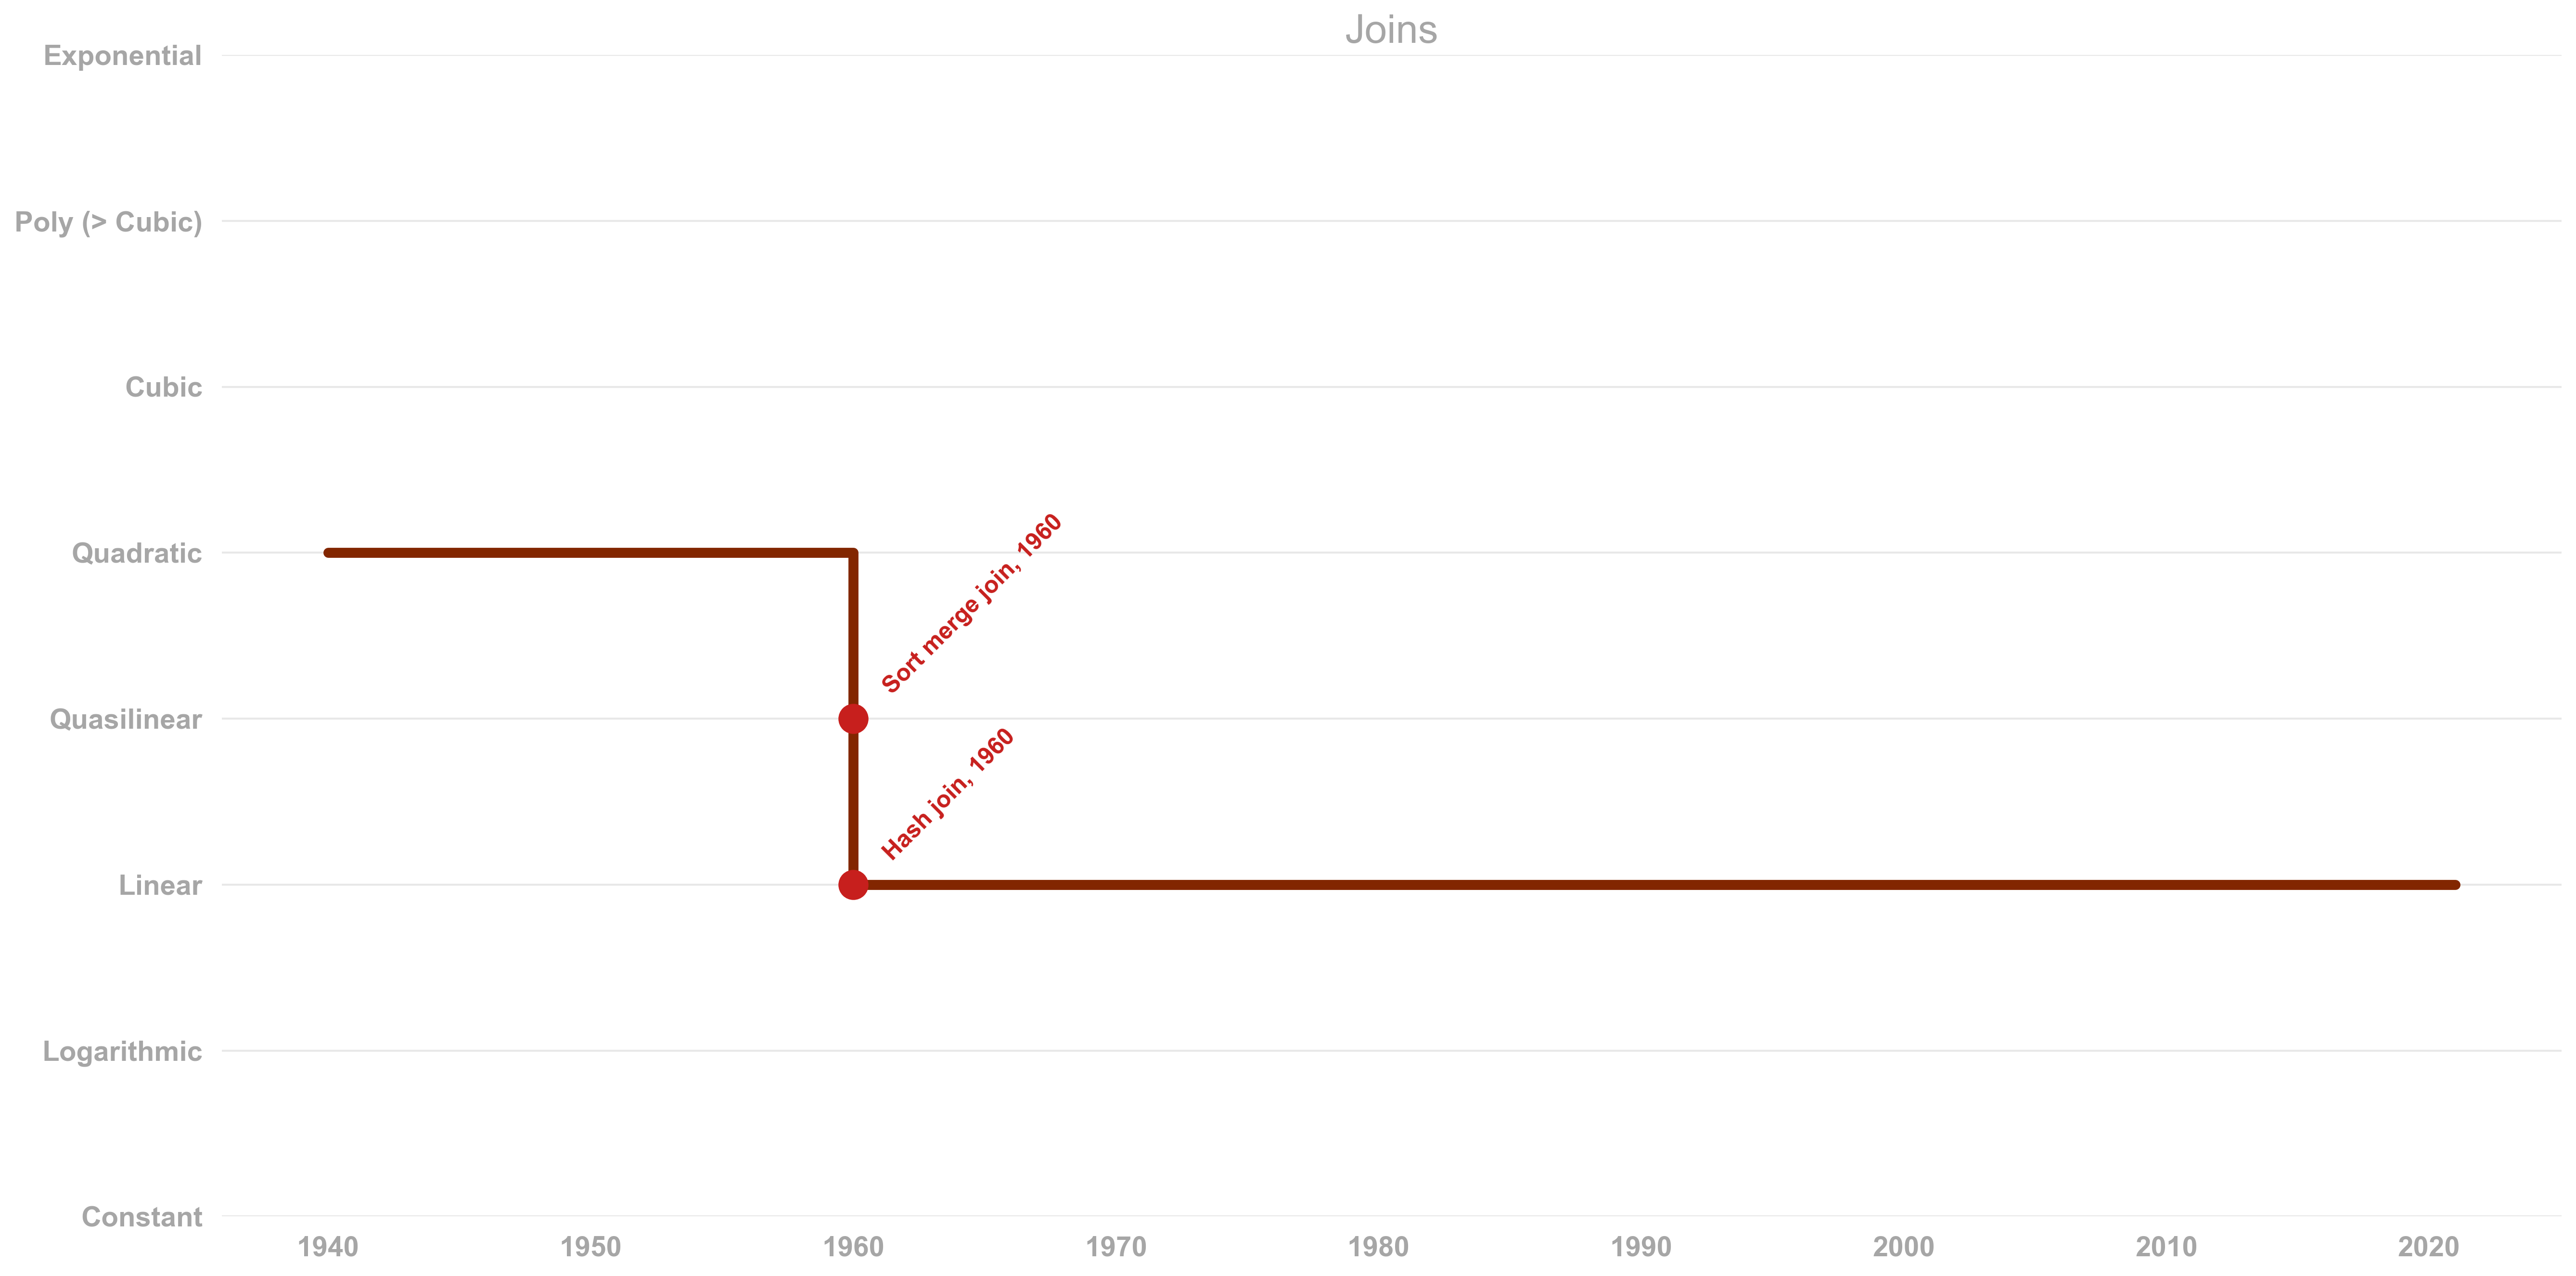 Joins
Exponential
Poly (> Cubic)
Cubic
Quadratic
Quasilinear
Linear
Logarithmic
Constant
Sort merge join, 1960
Hash join, 1960
1940 1950 1960 1970 1980 1990 2000 2010 2020